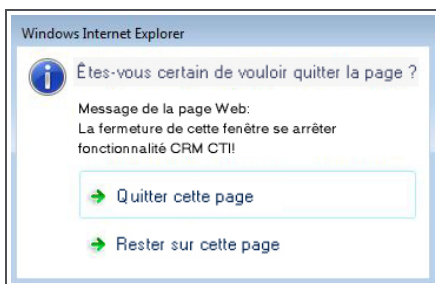 Windows Internet Explorer
Êtes-vous certain de vouloir quitter la page ?
Message de la page Web:
La fermeture de cette fenêtre se arrêter
fonctionnalité CRM CTI!
Quitter cette page
Rester sur cette page